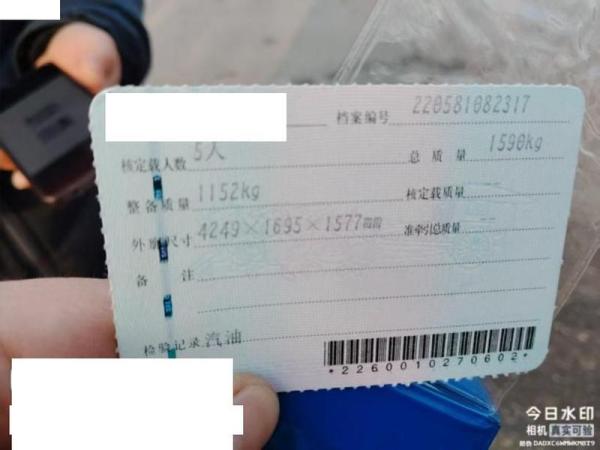 档案编号 220581082317
核定载人数 5人 总质量 1590kg
整备质量 1152kg 核定载质量 --
外廓尺寸 4249×1695×1577mm 准牵引总质量 --
备注
检验记录 汽油
*2260010270602*
今日水印
相机 真实可验
防伪 DADXC6WMWKM8T9